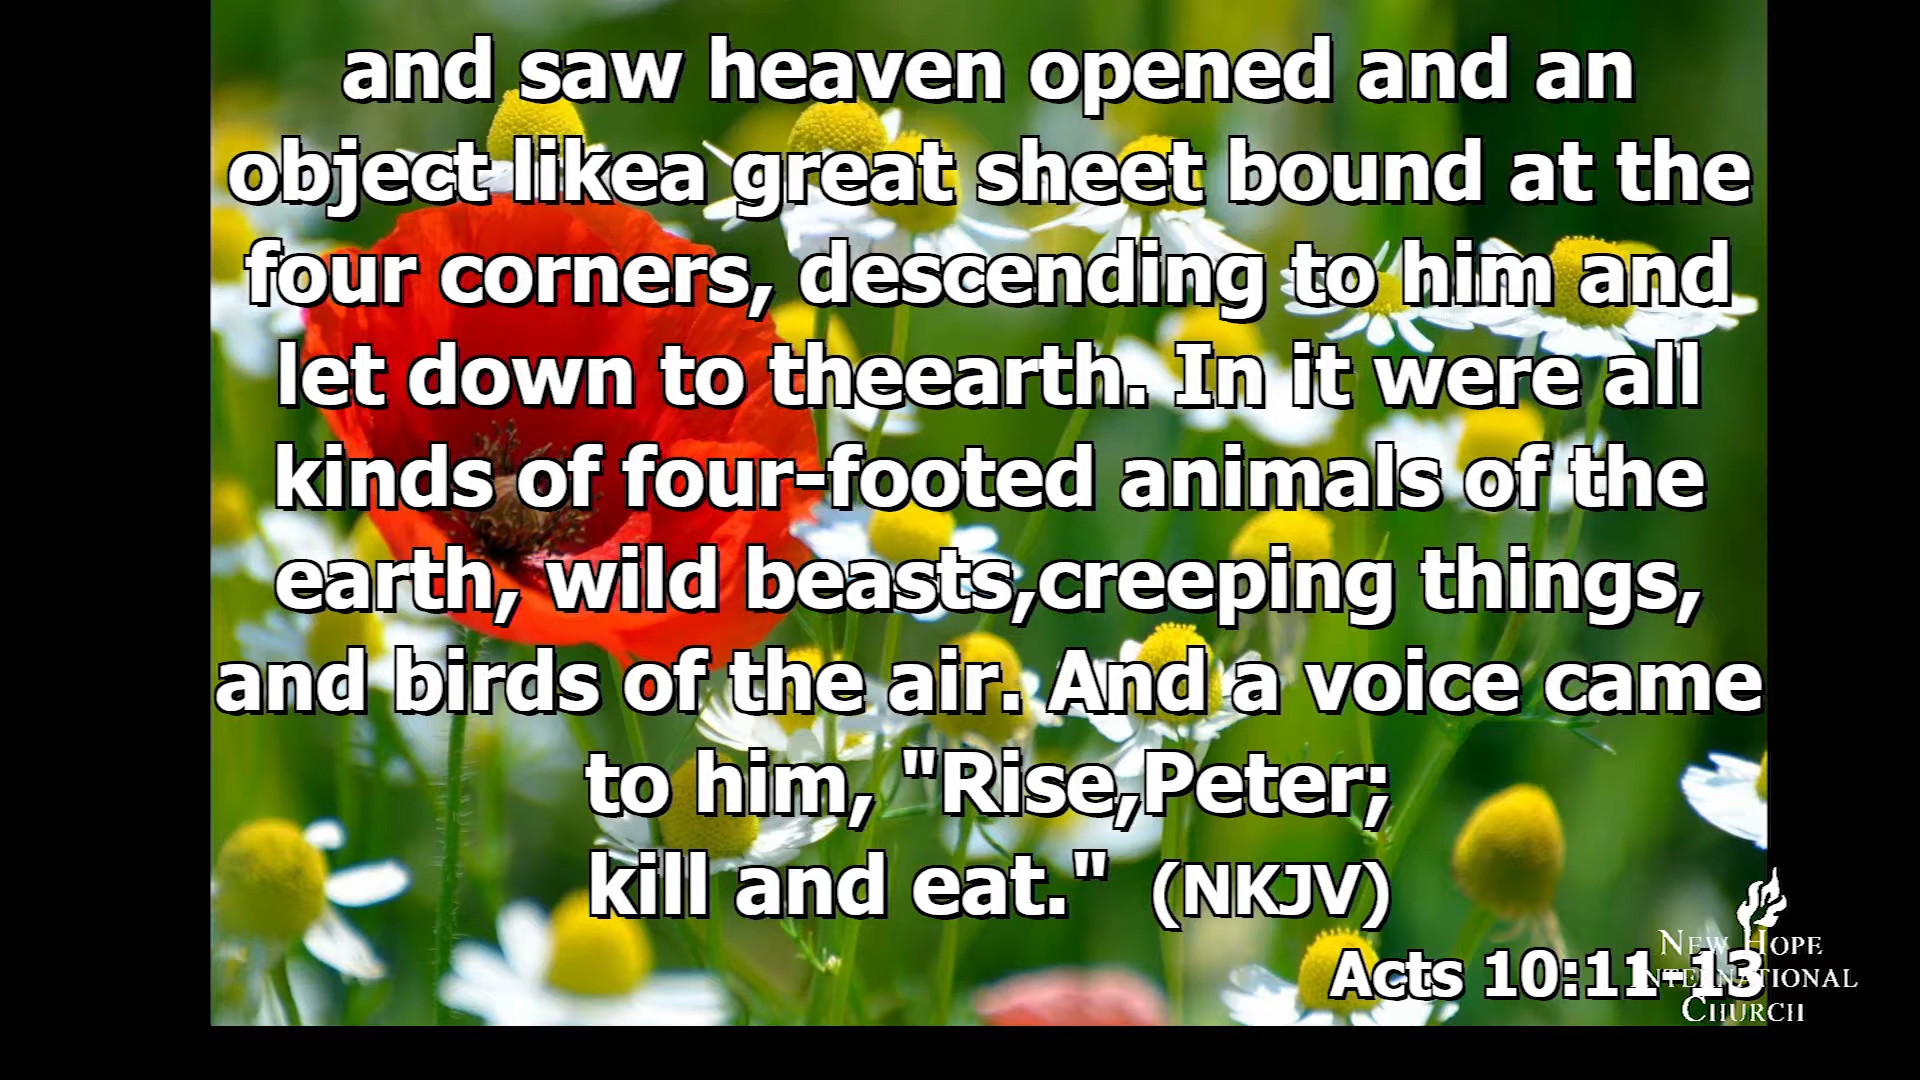 and saw heaven opened and an
object likea great sheet bound at the
four corners, descending to him and
let down to theearth. In it were all
kinds of four-footed animals of the
earth, wild beasts,creeping things,
and birds of the air. And a voice came
to him, "Rise,Peter;
kill and eat." (NKJV)
Acts 10:11-13
NEW HOPE
INTERNATIONAL
CHURCH